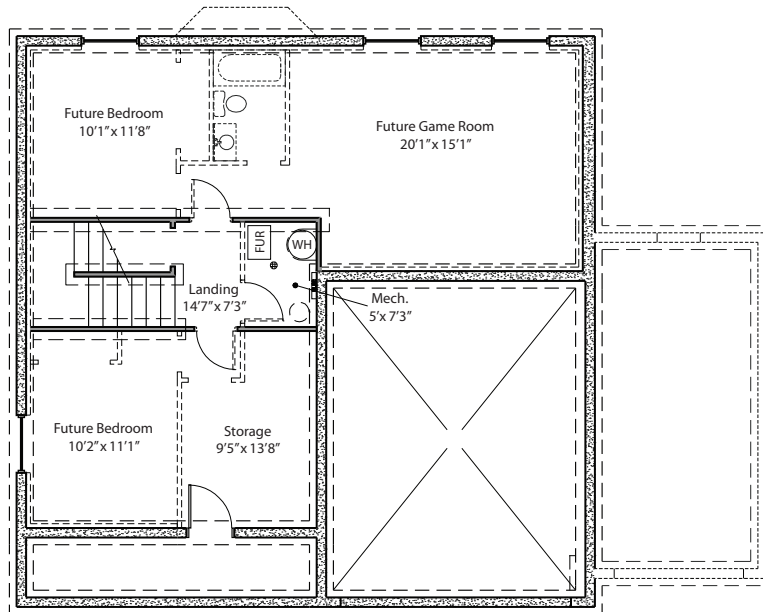 Future Bedroom
10'1" x 11'8"
Future Game Room
20'1" x 15'1"
FUR
WH
Landing
14'7" x 7'3"
Mech.
5' x 7'3"
Future Bedroom
10'2" x 11'1"
Storage
9'5" x 13'8"